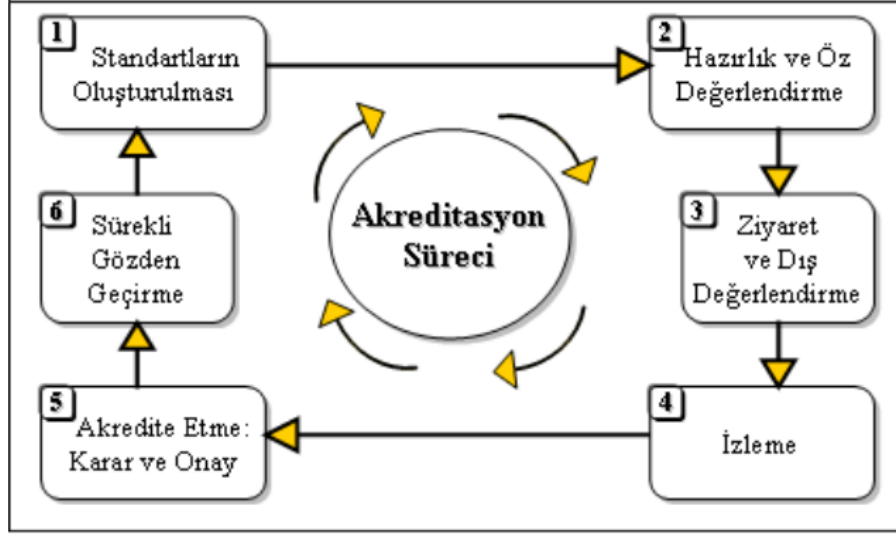 1
Standartların
Oluşturulması
2
Hazırlık ve Öz
Değerlendirme
3
Ziyaret
ve Dış
Değerlendirme
4
İzleme
5
Akredite Etme:
Karar ve Onay
6
Sürekli
Gözden
Geçirme
Akreditasyon
Süreci